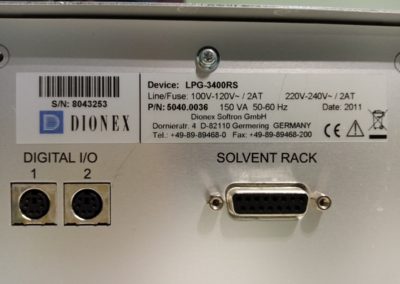 S/N: 8043253
DIONEX
Device: LPG-3400RS
Line/Fuse: 100V-120V~ / 2AT 220V-240V~ / 2AT
P/N: 5040.0036 150 VA 50-60 Hz Date: 2011
Dionex Softron GmbH
Dornierstr. 4 D-82110 Germering GERMANY
Tel.: +49-89-89468-0 Fax: +49-89-89468-200
CE
DIGITAL I/O
1 2
SOLVENT RACK